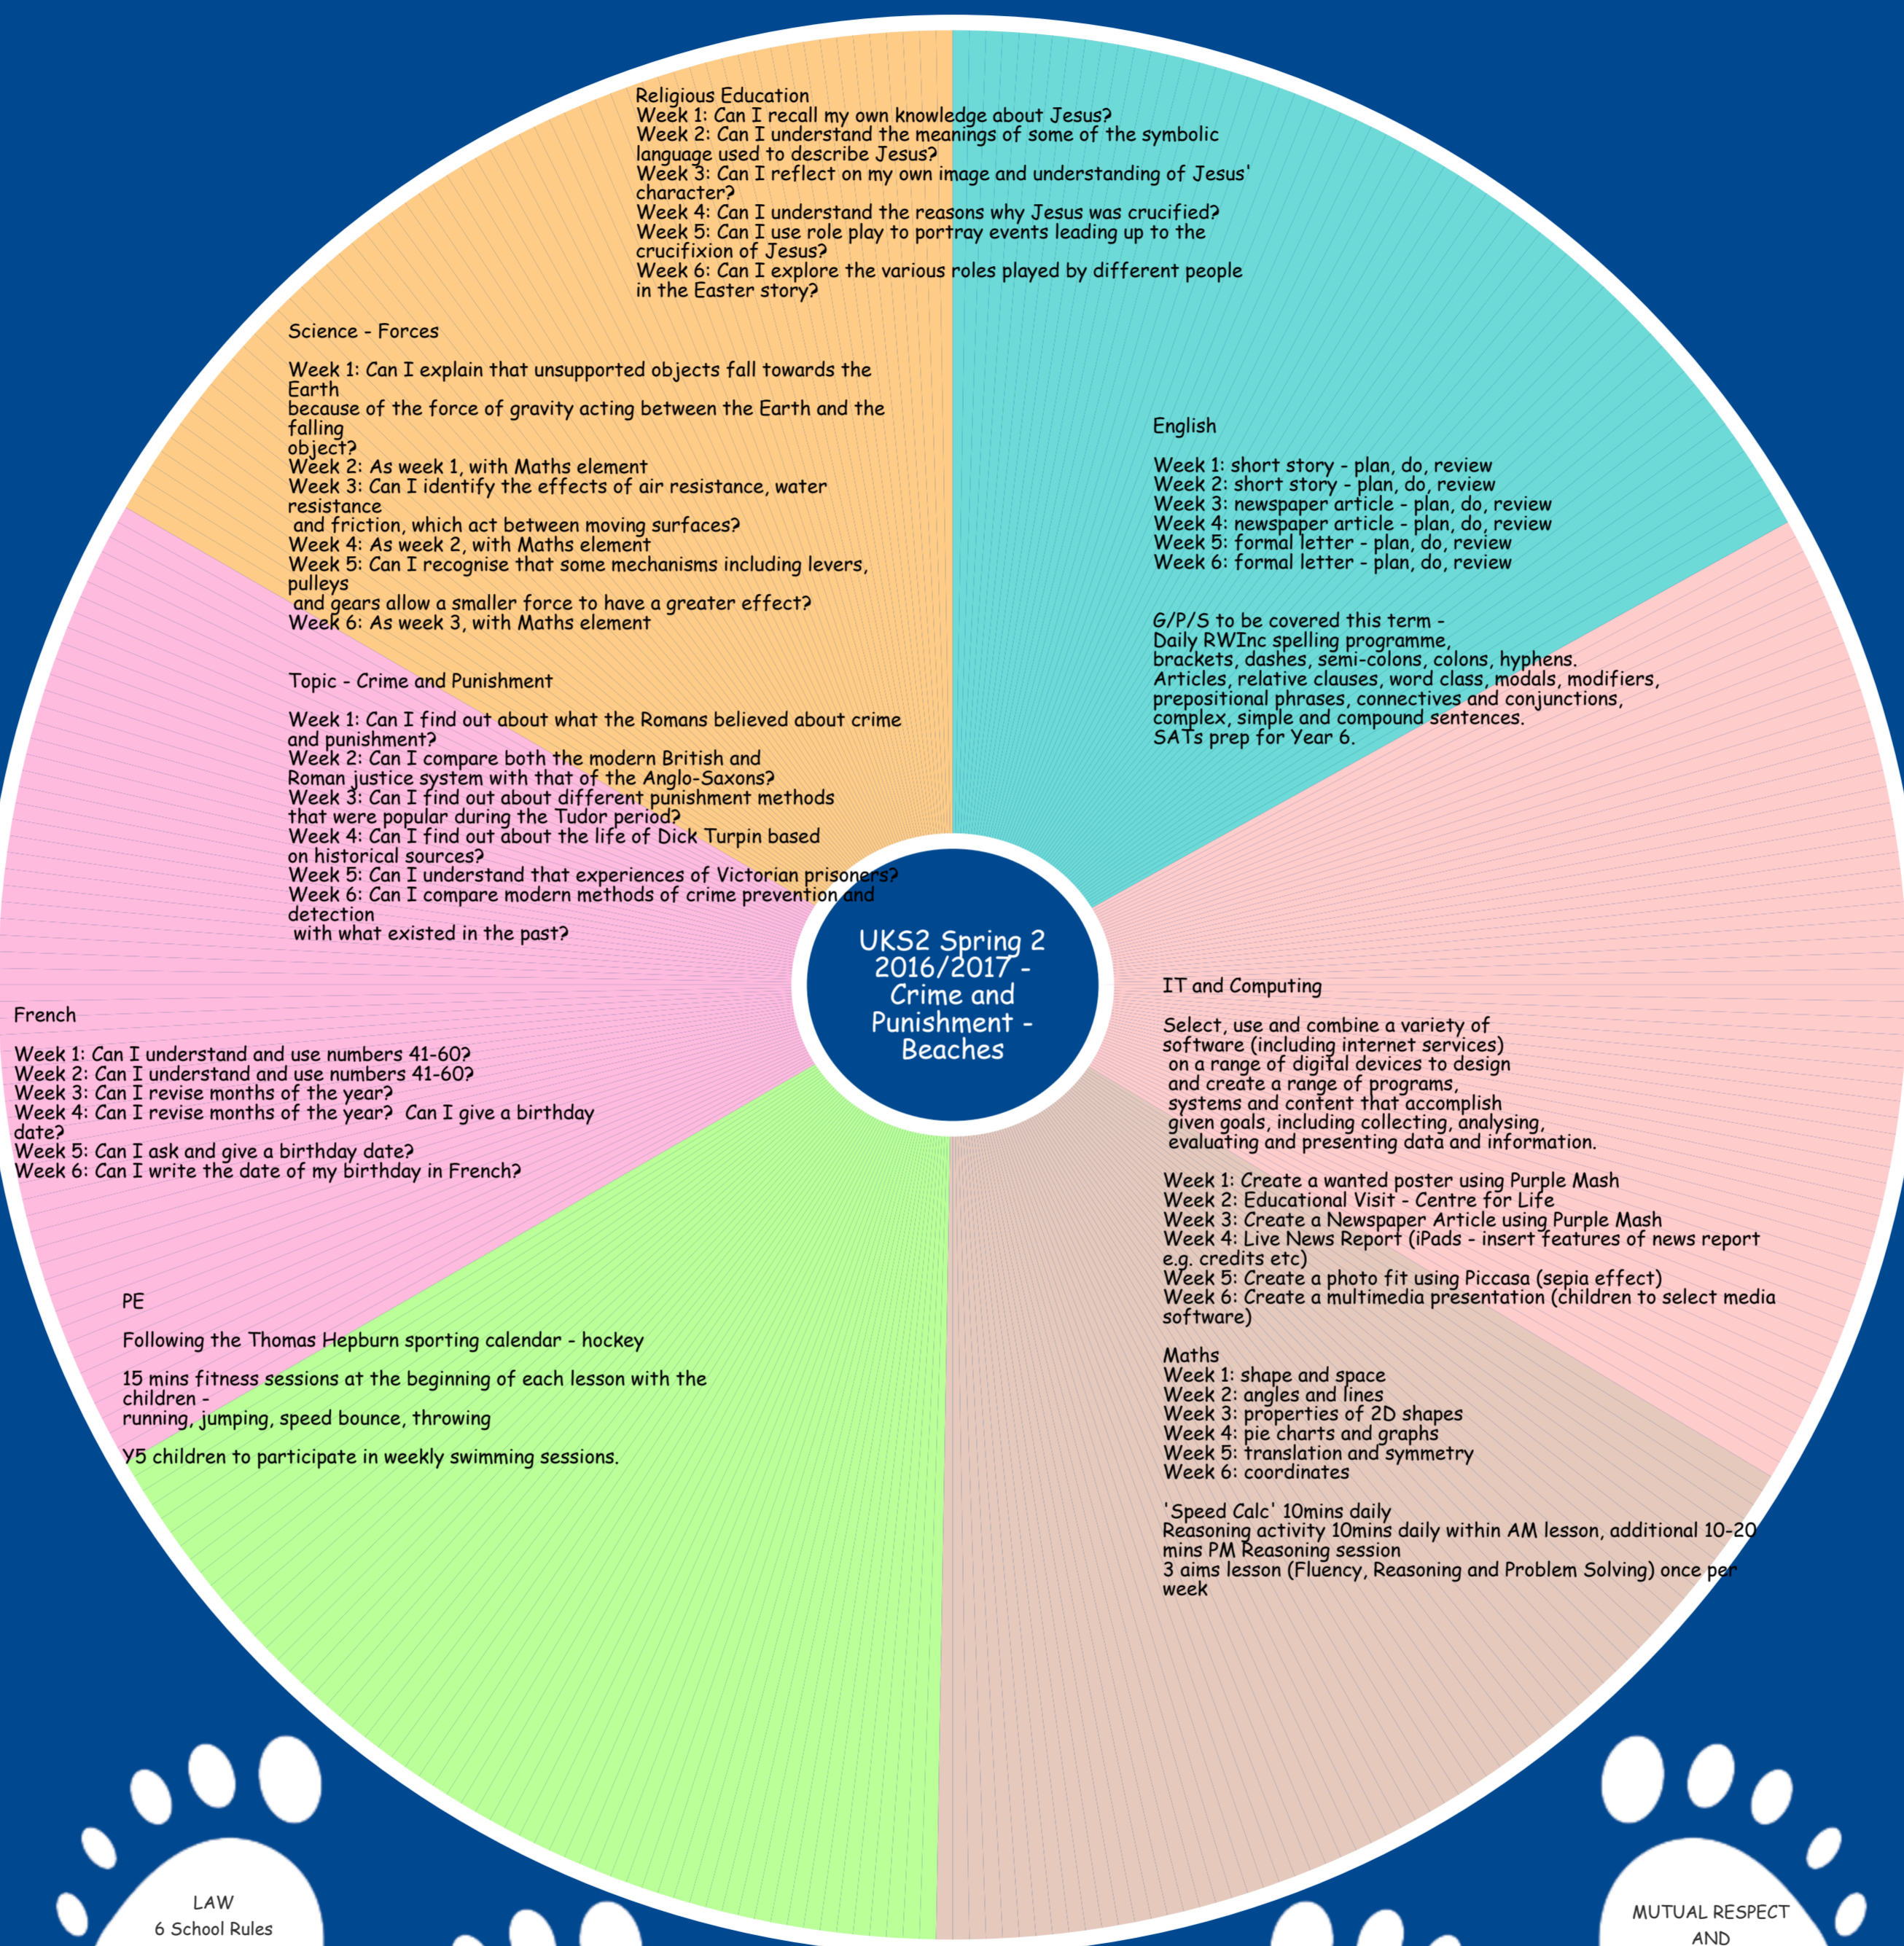 Religious Education
Week 1: Can I recall my own knowledge about Jesus?
Week 2: Can I understand the meanings of some of the symbolic
language used to describe Jesus?
Week 3: Can I reflect on my own image and understanding of Jesus'
character?
Week 4: Can I understand the reasons why Jesus was crucified?
Week 5: Can I use role play to portray events leading up to the
crucifixion of Jesus?
Week 6: Can I explore the various roles played by different people
in the Easter story?
Science - Forces
Week 1: Can I explain that unsupported objects fall towards the
Earth
because of the force of gravity acting between the Earth and the
falling
object?
Week 2: As week 1, with Maths element
Week 3: Can I identify the effects of air resistance, water
resistance
and friction, which act between moving surfaces?
Week 4: As week 2, with Maths element
Week 5: Can I recognise that some mechanisms including levers,
pulleys
and gears allow a smaller force to have a greater effect?
Week 6: As week 3, with Maths element
English
Week 1: short story - plan, do, review
Week 2: short story - plan, do, review
Week 3: newspaper article - plan, do, review
Week 4: newspaper article - plan, do, review
Week 5: formal letter - plan, do, review
Week 6: formal letter - plan, do, review
G/P/S to be covered this term -
Daily RWInc spelling programme,
brackets, dashes, semi-colons, colons, hyphens.
Articles, relative clauses, word class, modals, modifiers,
prepositional phrases, connectives and conjunctions,
complex, simple and compound sentences.
SATs prep for Year 6.
Topic - Crime and Punishment
Week 1: Can I find out about what the Romans believed about crime
and punishment?
Week 2: Can I compare both the modern British and
Roman justice system with that of the Anglo-Saxons?
Week 3: Can I find out about different punishment methods
that were popular during the Tudor period?
Week 4: Can I find out about the life of Dick Turpin based
on historical sources?
Week 5: Can I understand that experiences of Victorian prisoners?
Week 6: Can I compare modern methods of crime prevention and
detection
with what existed in the past?
UKS2 Spring 2
2016/2017 -
Crime and
Punishment -
Beaches
IT and Computing
Select, use and combine a variety of
software (including internet services)
on a range of digital devices to design
and create a range of programs,
systems and content that accomplish
given goals, including collecting, analysing,
evaluating and presenting data and information.
Week 1: Create a wanted poster using Purple Mash
Week 2: Educational Visit - Centre for Life
Week 3: Create a Newspaper Article using Purple Mash
Week 4: Live News Report (iPads - insert features of news report
e.g. credits etc)
Week 5: Create a photo fit using Piccasa (sepia effect)
Week 6: Create a multimedia presentation (children to select media
software)
French
Week 1: Can I understand and use numbers 41-60?
Week 2: Can I understand and use numbers 41-60?
Week 3: Can I revise months of the year?
Week 4: Can I revise months of the year?  Can I give a birthday
date?
Week 5: Can I ask and give a birthday date?
Week 6: Can I write the date of my birthday in French?
PE
Following the Thomas Hepburn sporting calendar - hockey
15 mins fitness sessions at the beginning of each lesson with the
children -
running, jumping, speed bounce, throwing
Y5 children to participate in weekly swimming sessions.
Maths
Week 1: shape and space
Week 2: angles and lines
Week 3: properties of 2D shapes
Week 4: pie charts and graphs
Week 5: translation and symmetry
Week 6: coordinates
'Speed Calc' 10mins daily
Reasoning activity 10mins daily within AM lesson, additional 10-20
mins PM Reasoning session
3 aims lesson (Fluency, Reasoning and Problem Solving) once per
week
LAW
6 School Rules
MUTUAL RESPECT
AND